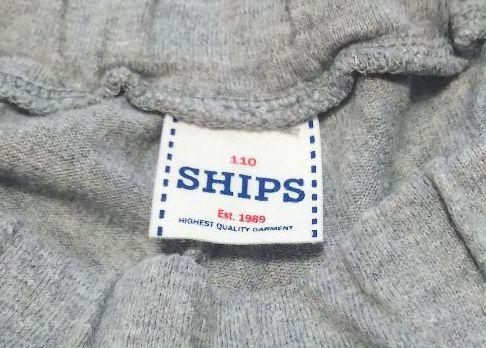 110
SHIPS
Est. 1989
HIGHEST QUALITY GARMENT